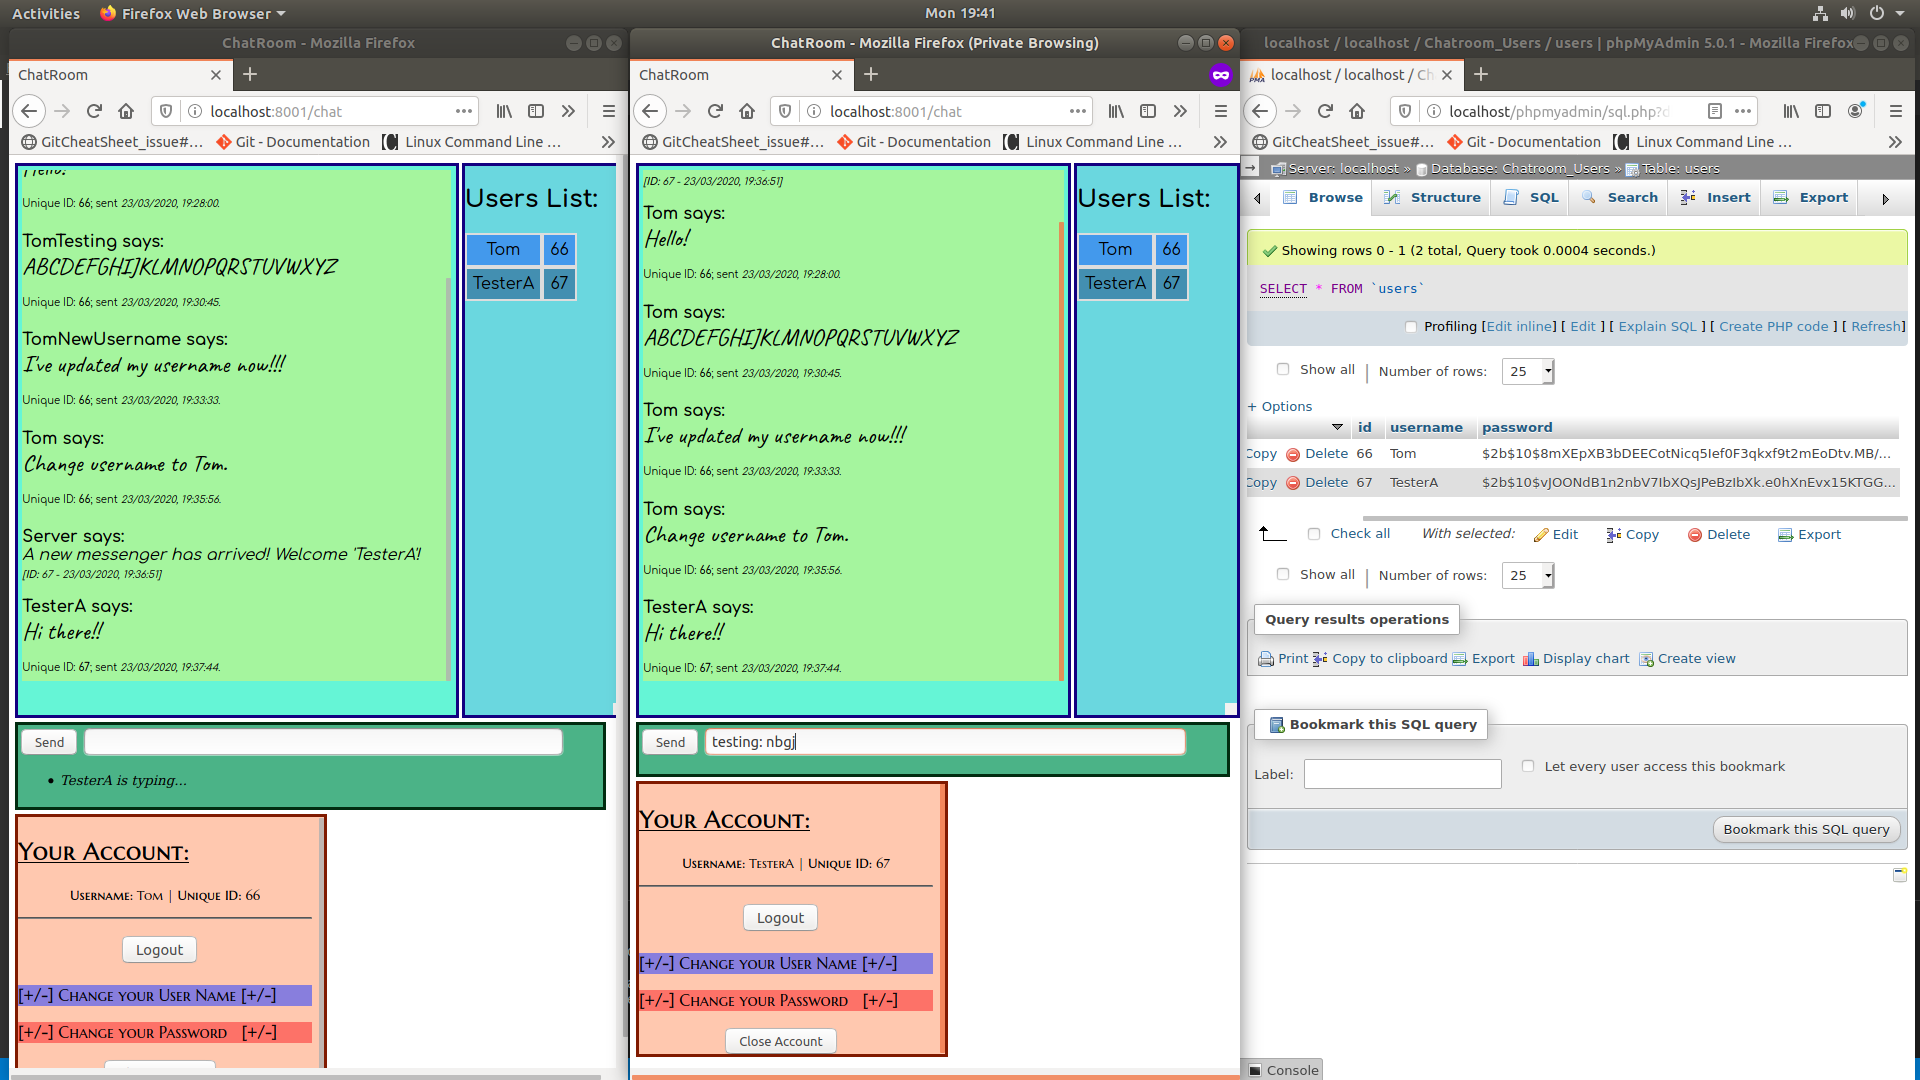 Activities
Firefox Web Browser
Mon 19:41
ChatRoom - Mozilla Firefox
ChatRoom
localhost:8001/chat
GitCheatSheet_issue#...
Git - Documentation
Linux Command Line ...
Unique ID: 66; sent 23/03/2020, 19:28:00.
TomTesting says:
ABCDEFGHIJKLMNOPQRSTUVWXYZ
Unique ID: 66; sent 23/03/2020, 19:30:45.
TomNewUsername says:
I've updated my username now!!!
Unique ID: 66; sent 23/03/2020, 19:33:33.
Tom says:
Change username to Tom.
Unique ID: 66; sent 23/03/2020, 19:35:56.
Server says:
A new messenger has arrived! Welcome 'TesterA'!
[ID: 67 - 23/03/2020, 19:36:51]
TesterA says:
Hi there!!
Unique ID: 67; sent 23/03/2020, 19:37:44.
Users List:
Tom 66
TesterA 67
Send
TesterA is typing...
Your Account:
Username: Tom | Unique ID: 66
Logout
[+/-] Change your User Name [+/-]
[+/-] Change your Password [+/-]
ChatRoom - Mozilla Firefox (Private Browsing)
ChatRoom
localhost:8001/chat
GitCheatSheet_issue#...
Git - Documentation
Linux Command Line ...
[ID: 67 - 23/03/2020, 19:36:51]
Tom says:
Hello!
Unique ID: 66; sent 23/03/2020, 19:28:00.
Tom says:
ABCDEFGHIJKLMNOPQRSTUVWXYZ
Unique ID: 66; sent 23/03/2020, 19:30:45.
Tom says:
I've updated my username now!!!
Unique ID: 66; sent 23/03/2020, 19:33:33.
Tom says:
Change username to Tom.
Unique ID: 66; sent 23/03/2020, 19:35:56.
TesterA says:
Hi there!!
Unique ID: 67; sent 23/03/2020, 19:37:44.
Users List:
Tom 66
TesterA 67
Send
testing: nbgj
Your Account:
Username: TesterA | Unique ID: 67
Logout
[+/-] Change your User Name [+/-]
[+/-] Change your Password [+/-]
Close Account
localhost / localhost / Chatroom_Users / users | phpMyAdmin 5.0.1 - Mozilla Firefox
PMA localhost / localhost / Ch
localhost/phpmyadmin/sql.php?d
GitCheatSheet_issue#...
Git - Documentation
Linux Command Line ...
Server: localhost » Database: Chatroom_Users » Table: users
Browse Structure SQL Search Insert Export
Showing rows 0 - 1 (2 total, Query took 0.0004 seconds.)
SELECT * FROM `users`
Profiling [Edit inline] [ Edit ] [ Explain SQL ] [ Create PHP code ] [ Refresh]
Show all | Number of rows: 25
+ Options
id username password
Copy Delete 66 Tom $2b$10$8mXEpXB3bDEECotNicq5Ief0F3qkxf9t2mEoDtv.MB/...
Copy Delete 67 TesterA $2b$10$vJOONdB1n2nbV7IbXQsJPeBzIbXk.e0hXnEvx15KTGG...
Check all With selected: Edit Copy Delete Export
Show all | Number of rows: 25
Query results operations
Print Copy to clipboard Export Display chart Create view
Bookmark this SQL query
Label:
Let every user access this bookmark
Bookmark this SQL query
Console